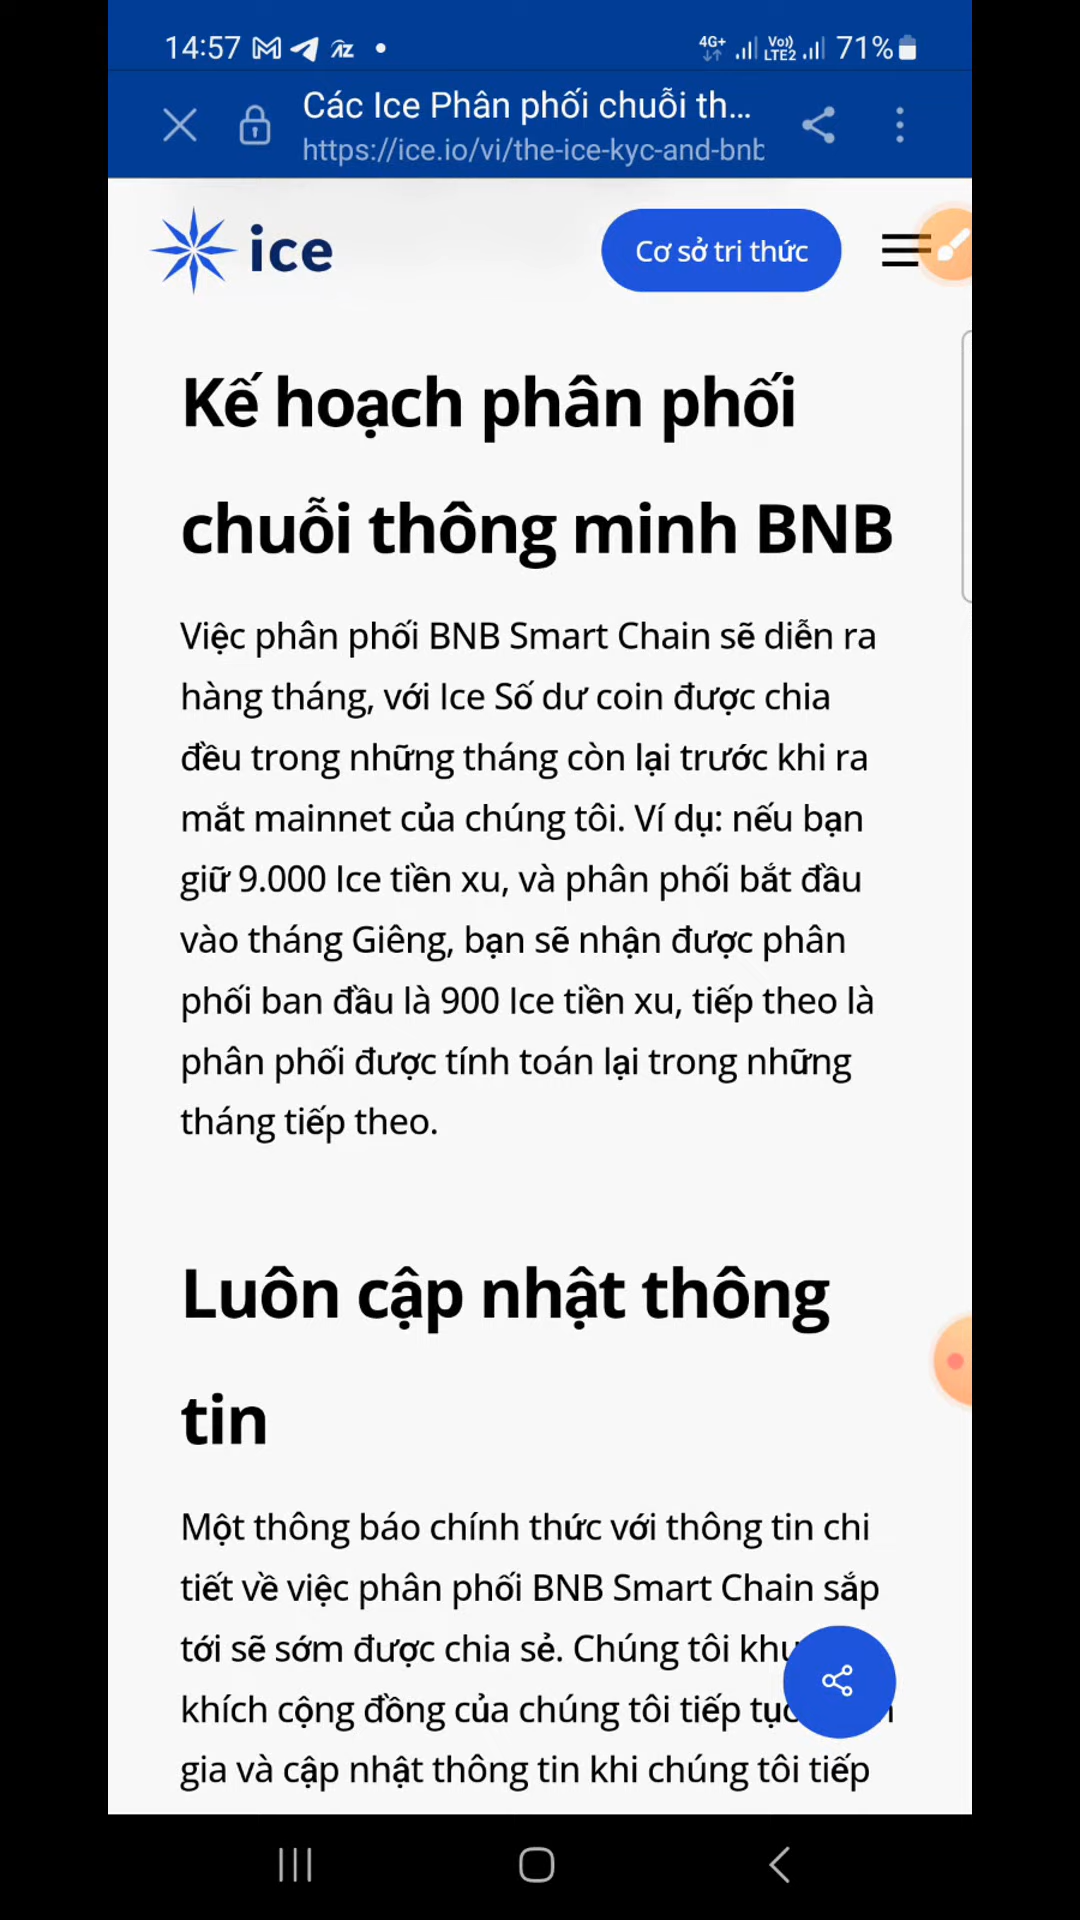 14:57 4G+ Vo)) LTE2 71%
Các Ice Phân phối chuỗi th...
https://ice.io/vi/the-ice-kyc-and-bnb
ice Cơ sở tri thức
Kế hoạch phân phối
chuỗi thông minh BNB
Việc phân phối BNB Smart Chain sẽ diễn ra
hàng tháng, với Ice Số dư coin được chia
đều trong những tháng còn lại trước khi ra
mắt mainnet của chúng tôi. Ví dụ: nếu bạn
giữ 9.000 Ice tiền xu, và phân phối bắt đầu
vào tháng Giêng, bạn sẽ nhận được phân
phối ban đầu là 900 Ice tiền xu, tiếp theo là
phân phối được tính toán lại trong những
tháng tiếp theo.
Luôn cập nhật thông
tin
Một thông báo chính thức với thông tin chi
tiết về việc phân phối BNB Smart Chain sắp
tới sẽ sớm được chia sẻ. Chúng tôi
khích cộng đồng của chúng tôi tiếp tục
gia và cập nhật thông tin khi chúng tôi tiếp